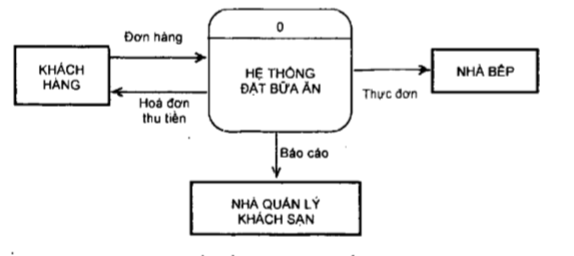 Đơn hàng
0
KHÁCH
HÀNG
HỆ THÔNG
ĐẶT BỮA ĂN
NHÀ BẾP
Hoá đơn
thu tiền
Thực đơn
Báo cáo
NHÀ QUẢN LÝ
KHÁCH SẠN